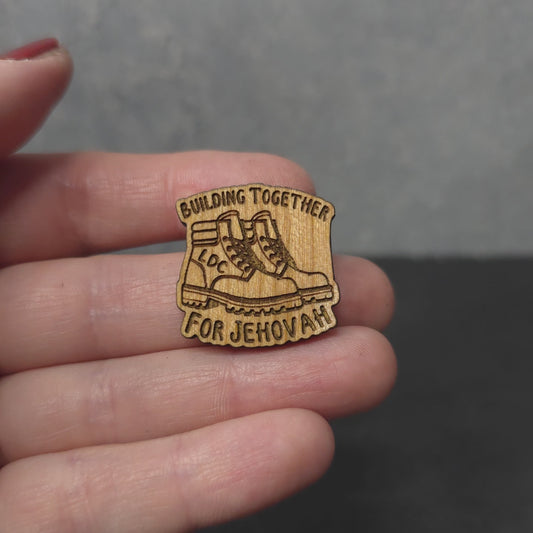 BUILDING TOGETHER
LDC
FOR JEHOVAH